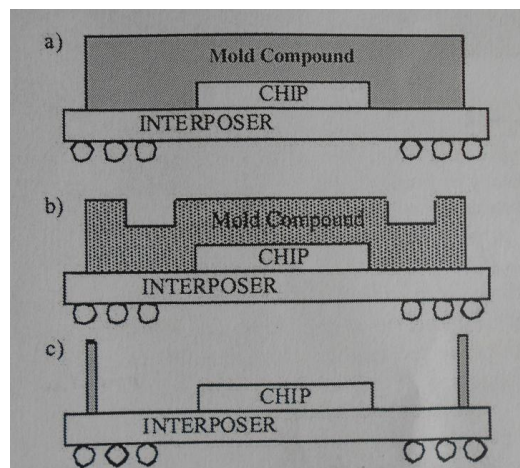 a)
Mold Compound
CHIP
INTERPOSER
b)
Mold Compound
CHIP
INTERPOSER
c)
CHIP
INTERPOSER